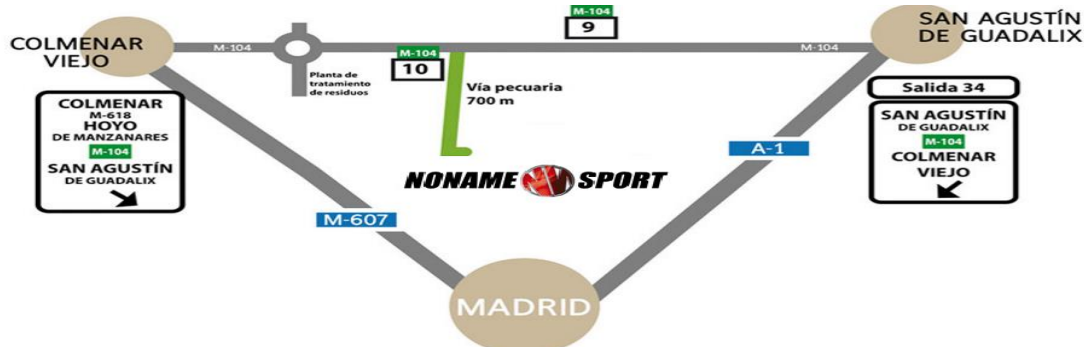 COLMENAR
VIEJO
M-104
M-104
10
M-104
9
M-104
SAN AGUSTÍN
DE GUADALIX
Planta de
tratamiento
de residuos
Vía pecuaria
700 m
COLMENAR
M-618
HOYO
DE MANZANARES
M-104
SAN AGUSTÍN
DE GUADALIX
Salida 34
SAN AGUSTÍN
DE GUADALIX
M-104
COLMENAR
VIEJO
A-1
NONAME SPORT
M-607
MADRID